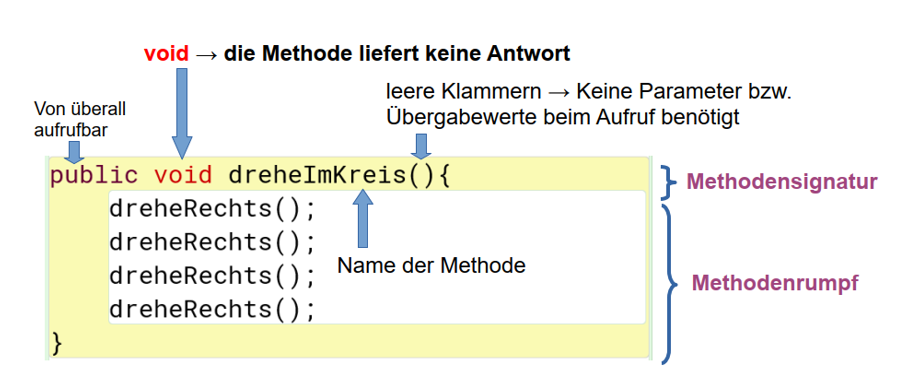 void → die Methode liefert keine Antwort
leere Klammern → Keine Parameter bzw.
Übergabewerte beim Aufruf benötigt
Von überall
aufrufbar
public void dreheImKreis(){
Methodensignatur
dreheRechts();
dreheRechts();
dreheRechts();
dreheRechts();
Name der Methode
Methodenrumpf
}